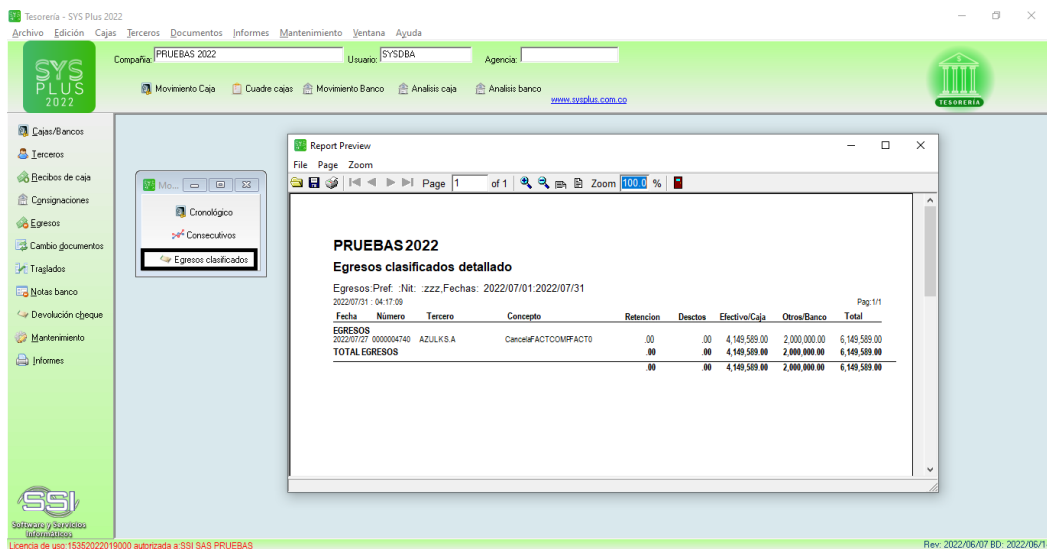 Tesorería - SYS Plus 2022
Archivo Edición Cajas Terceros Documentos Informes Mantenimiento Ventana Ayuda
SYS
PLUS
2022
Compañia: PRUEBAS 2022 Usuario: SYSDBA Agencia:
Movimiento Caja Cuadre cajas Movimiento Banco Analisis caja Analisis banco
www.sysplus.com.co
TESORERÍA
Cajas/Bancos
Terceros
Recibos de caja
Consignaciones
Egresos
Cambio documentos
Traslados
Notas banco
Devolución cheque
Mantenimiento
Informes
Mo...
Cronológico
Consecutivos
Egresos clasificados
Report Preview
File Page Zoom
Page 1 of 1 Zoom 100.0 %
PRUEBAS 2022
Egresos clasificados detallado
Egresos:Pref: :Nit: :zzz,Fechas: 2022/07/01:2022/07/31
2022/07/31 : 04:17:09 Pag:1/1
Fecha Número Tercero Concepto Retencion Desctos Efectivo/Caja Otros/Banco Total
EGRESOS
2022/07/27 0000004740 AZULKS.A CancelaFACTCOMPFACT0 .00 .00 4,149,589.00 2,000,000.00 6,149,589.00
TOTAL EGRESOS .00 .00 4,149,589.00 2,000,000.00 6,149,589.00
.00 .00 4,149,589.00 2,000,000.00 6,149,589.00
SSI
Software y Servicios
Informáticos
Licencia de uso:15352022019000 autorizada a:SSI SAS PRUEBAS
Rev: 2022/06/07 BD: 2022/06/1